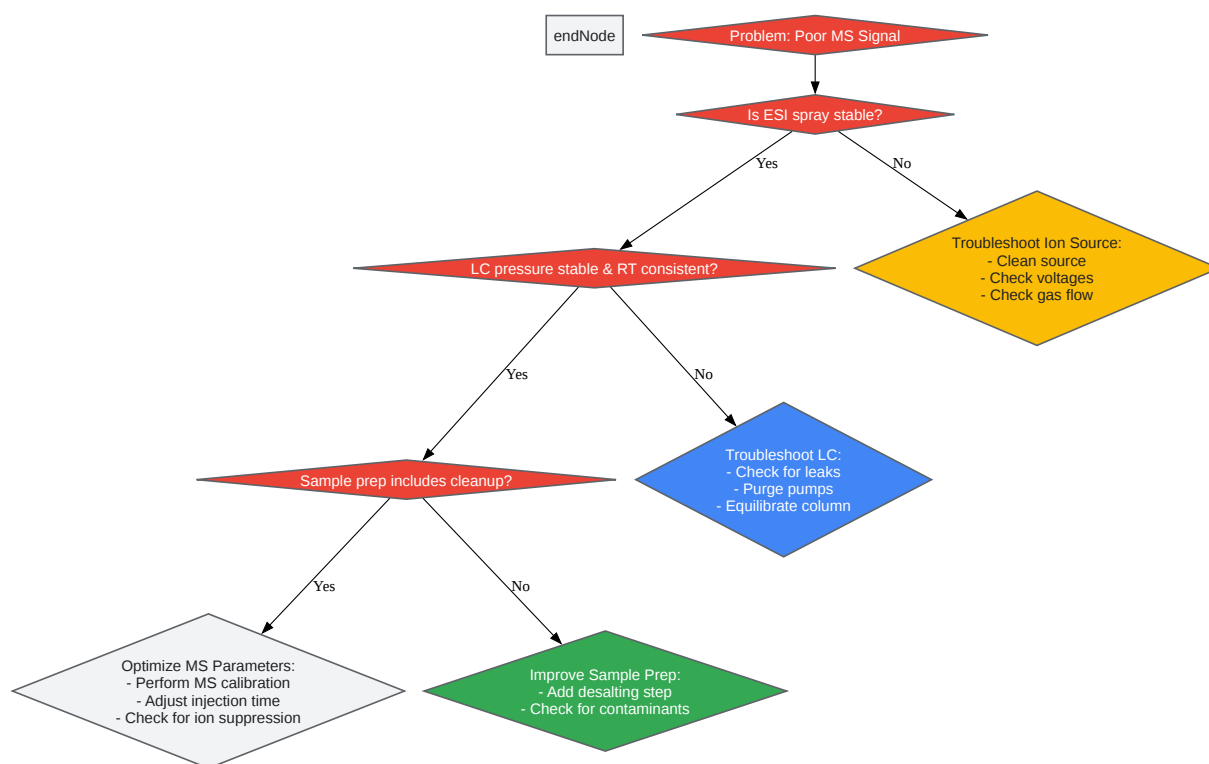 endNode
Problem: Poor MS Signal
Is ESI spray stable?
Yes
No
Troubleshoot Ion Source:
- Clean source
- Check voltages
- Check gas flow
LC pressure stable & RT consistent?
Yes
No
Troubleshoot LC:
- Check for leaks
- Purge pumps
- Equilibrate column
Sample prep includes cleanup?
Yes
No
Optimize MS Parameters:
- Perform MS calibration
- Adjust injection time
- Check for ion suppression
Improve Sample Prep:
- Add desalting step
- Check for contaminants